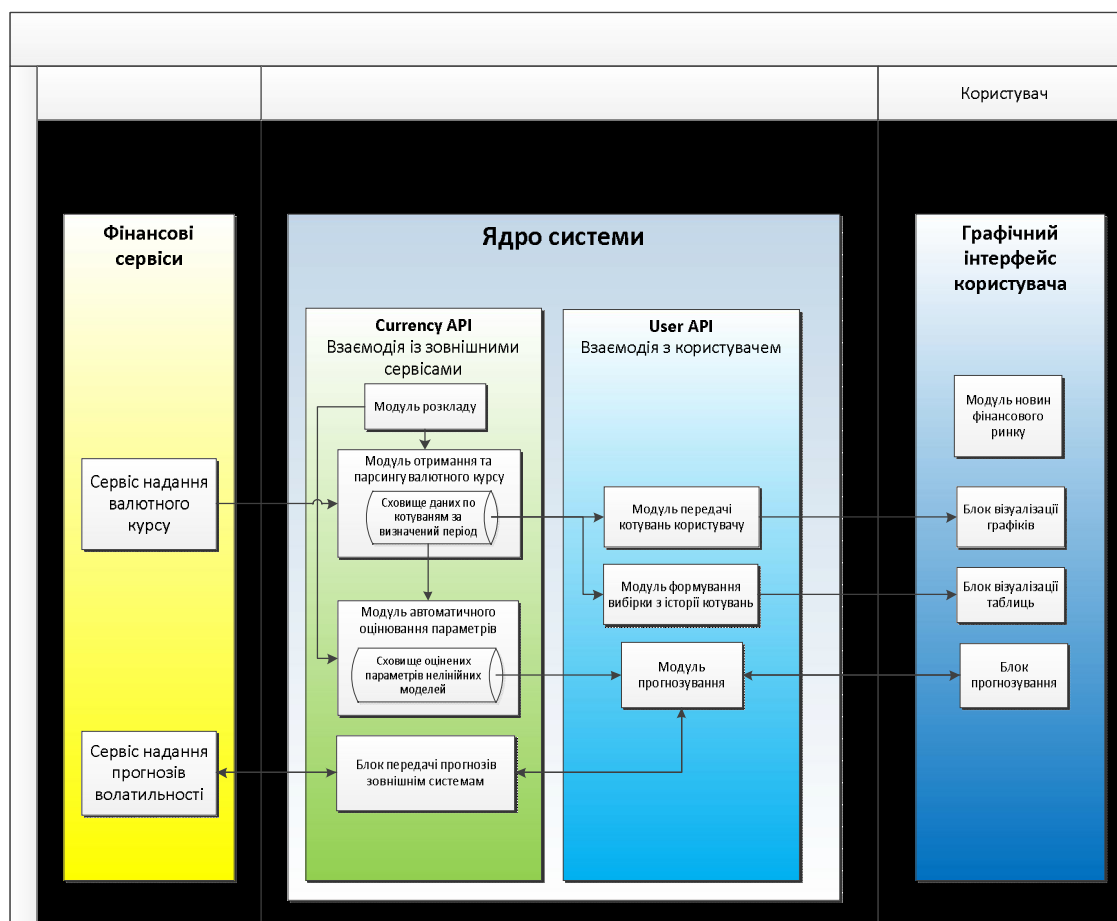 Користувач
Фінансові
сервіси
Сервіс надання
валютного
курсу
Сервіс надання
прогнозів
волатильності
Ядро системи
Currency API
Взаємодія із зовнішними
сервісами
Модуль розкладу
Модуль отримання та
парсингу валютного курсу
Сховище даних по
котуваням за
визначений період
Модуль автоматичного
оцінювання параметрів
Сховище оцінених
параметрів нелінійних
моделей
Блок передачі прогнозів
зовнішнім системам
User API
Взаємодія з користувачем
Модуль передачі
котувань користувачу
Модуль формування
вибірки з історії котувань
Модуль
прогнозування
Графічний
інтерфейс
користувача
Модуль новин
фінансового
ринку
Блок візуалізації
графіків
Блок візуалізації
таблиць
Блок
прогнозування